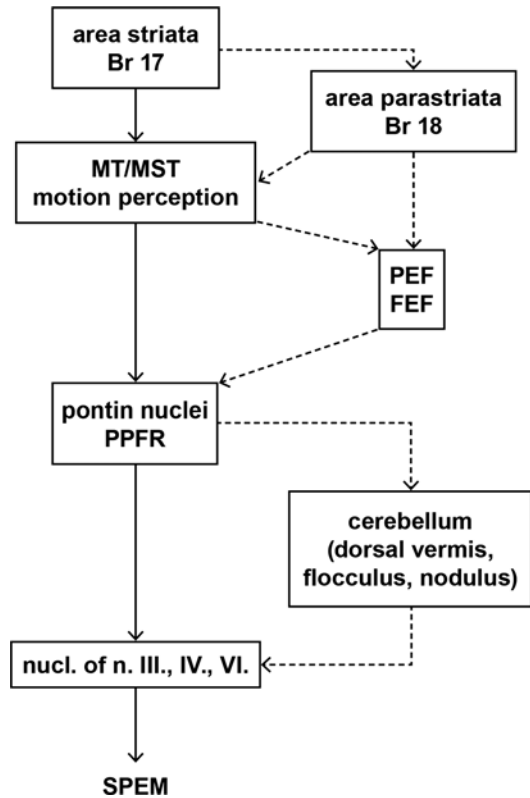 area striata
Br 17
area parastriata
Br 18
MT/MST
motion perception
PEF
FEF
pontin nuclei
PPFR
cerebellum
(dorsal vermis,
flocculus, nodulus)
nucl. of n. III., IV., VI.
SPEM